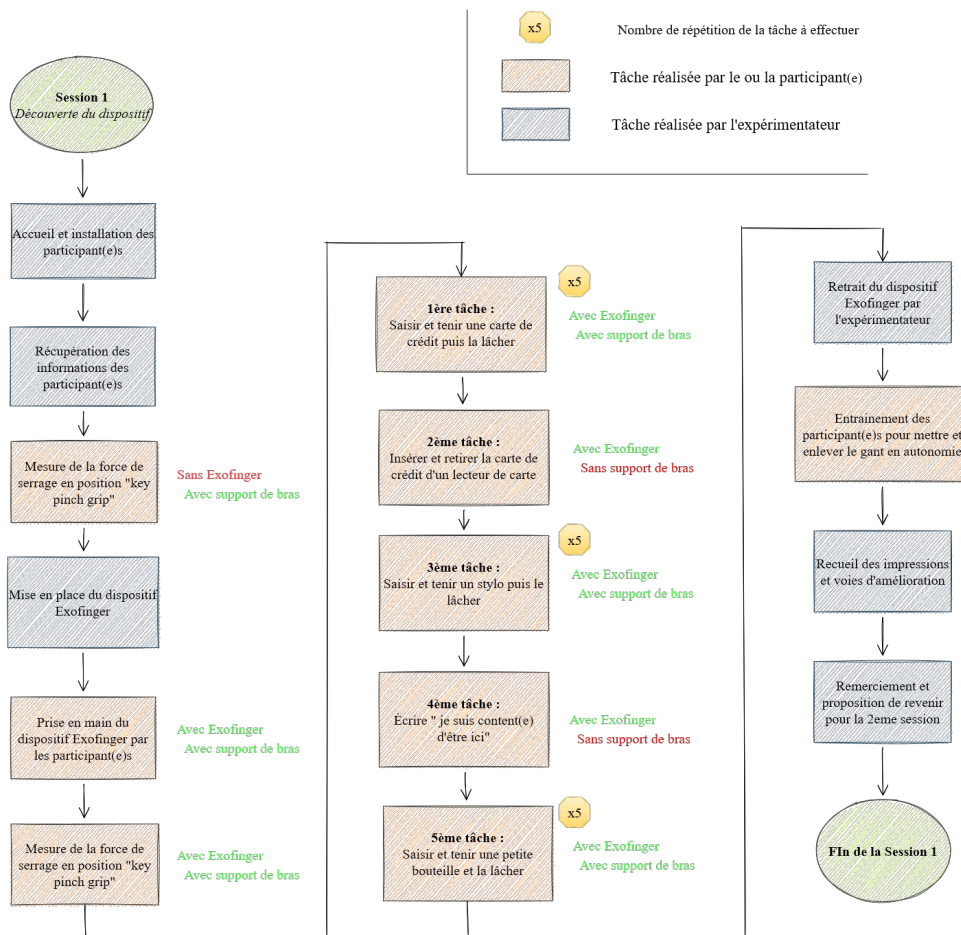 x5
Nombre de répétition de la tâche à effectuer
Tâche réalisée par le ou la participant(e)
Tâche réalisée par l'expérimentateur
Session 1
Découverte du dispositif
Accueil et installation des
participant(e)s
Récupération des
informations des
participant(e)s
Mesure de la force de
serrage en position "key
pinch grip"
Sans Exofinger
Avec support de bras
Mise en place du dispositif
Exofinger
Prise en main du
dispositif Exofinger par
les participant(e)s
Avec Exofinger
Avec support de bras
Mesure de la force de
serrage en position "key
pinch grip"
Avec Exofinger
Avec support de bras
x5
1ère tâche :
Saisir et tenir une carte de
crédit puis la lâcher
Avec Exofinger
Avec support de bras
2ème tâche :
Insérer et retirer la carte de
crédit d'un lecteur de carte
Avec Exofinger
Sans support de bras
x5
3ème tâche :
Saisir et tenir un stylo puis le
lâcher
Avec Exofinger
Avec support de bras
4ème tâche :
Écrire " je suis content(e)
d'être ici"
Avec Exofinger
Sans support de bras
x5
5ème tâche :
Saisir et tenir une petite
bouteille et la lâcher
Avec Exofinger
Avec support de bras
Retrait du dispositif
Exofinger par
l'expérimentateur
Entrainement des
participant(e)s pour mettre et
enlever le gant en autonomie
Recueil des impressions
et voies d'amélioration
Remerciement et
proposition de revenir
pour la 2eme session
FIn de la Session 1